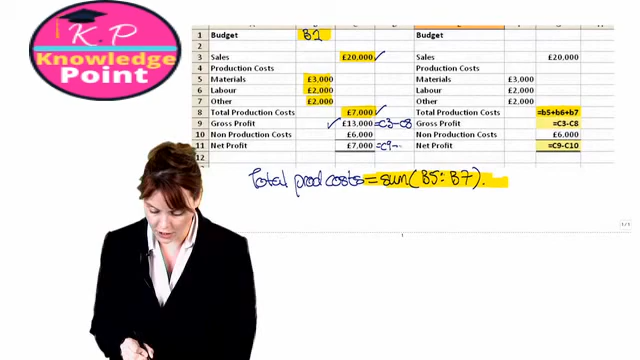 K.P
Knowledge
Point
1 Budget B2 Budget
2
3 Sales £20,000 Sales £20,000
4 Production Costs Production Costs
5 Materials £3,000 Materials £3,000
6 Labour £2,000 Labour £2,000
7 Other £2,000 Other £2,000
8 Total Production Costs £7,000 Total Production Costs =b5+b6+b7
9 Gross Profit £13,000 =C3-C8 Gross Profit =C3-C8
10 Non Production Costs £6,000 Non Production Costs £6,000
11 Net Profit £7,000 =C9- Net Profit =C9-C10
12
Total prod costs = sum(B5:B7).
1
1/1